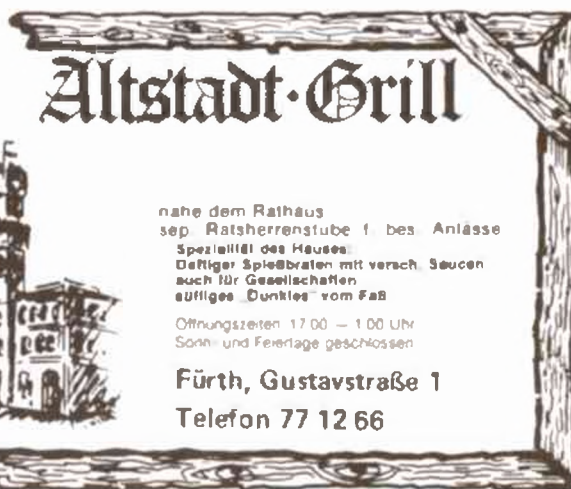 Altstadt·Grill
nahe dem Rathaus
sep. Ratsherrenstube f. bes. Anlässe
Spezialität des Hauses:
Deftiger Spießbraten mit versch. Saucen
auch für Gesellschaften
süffiges „Dunkles" vom Faß
Öffnungszeiten 17.00 – 1.00 Uhr
Sonn- und Feiertage geschlossen
Fürth, Gustavstraße 1
Telefon 77 12 66